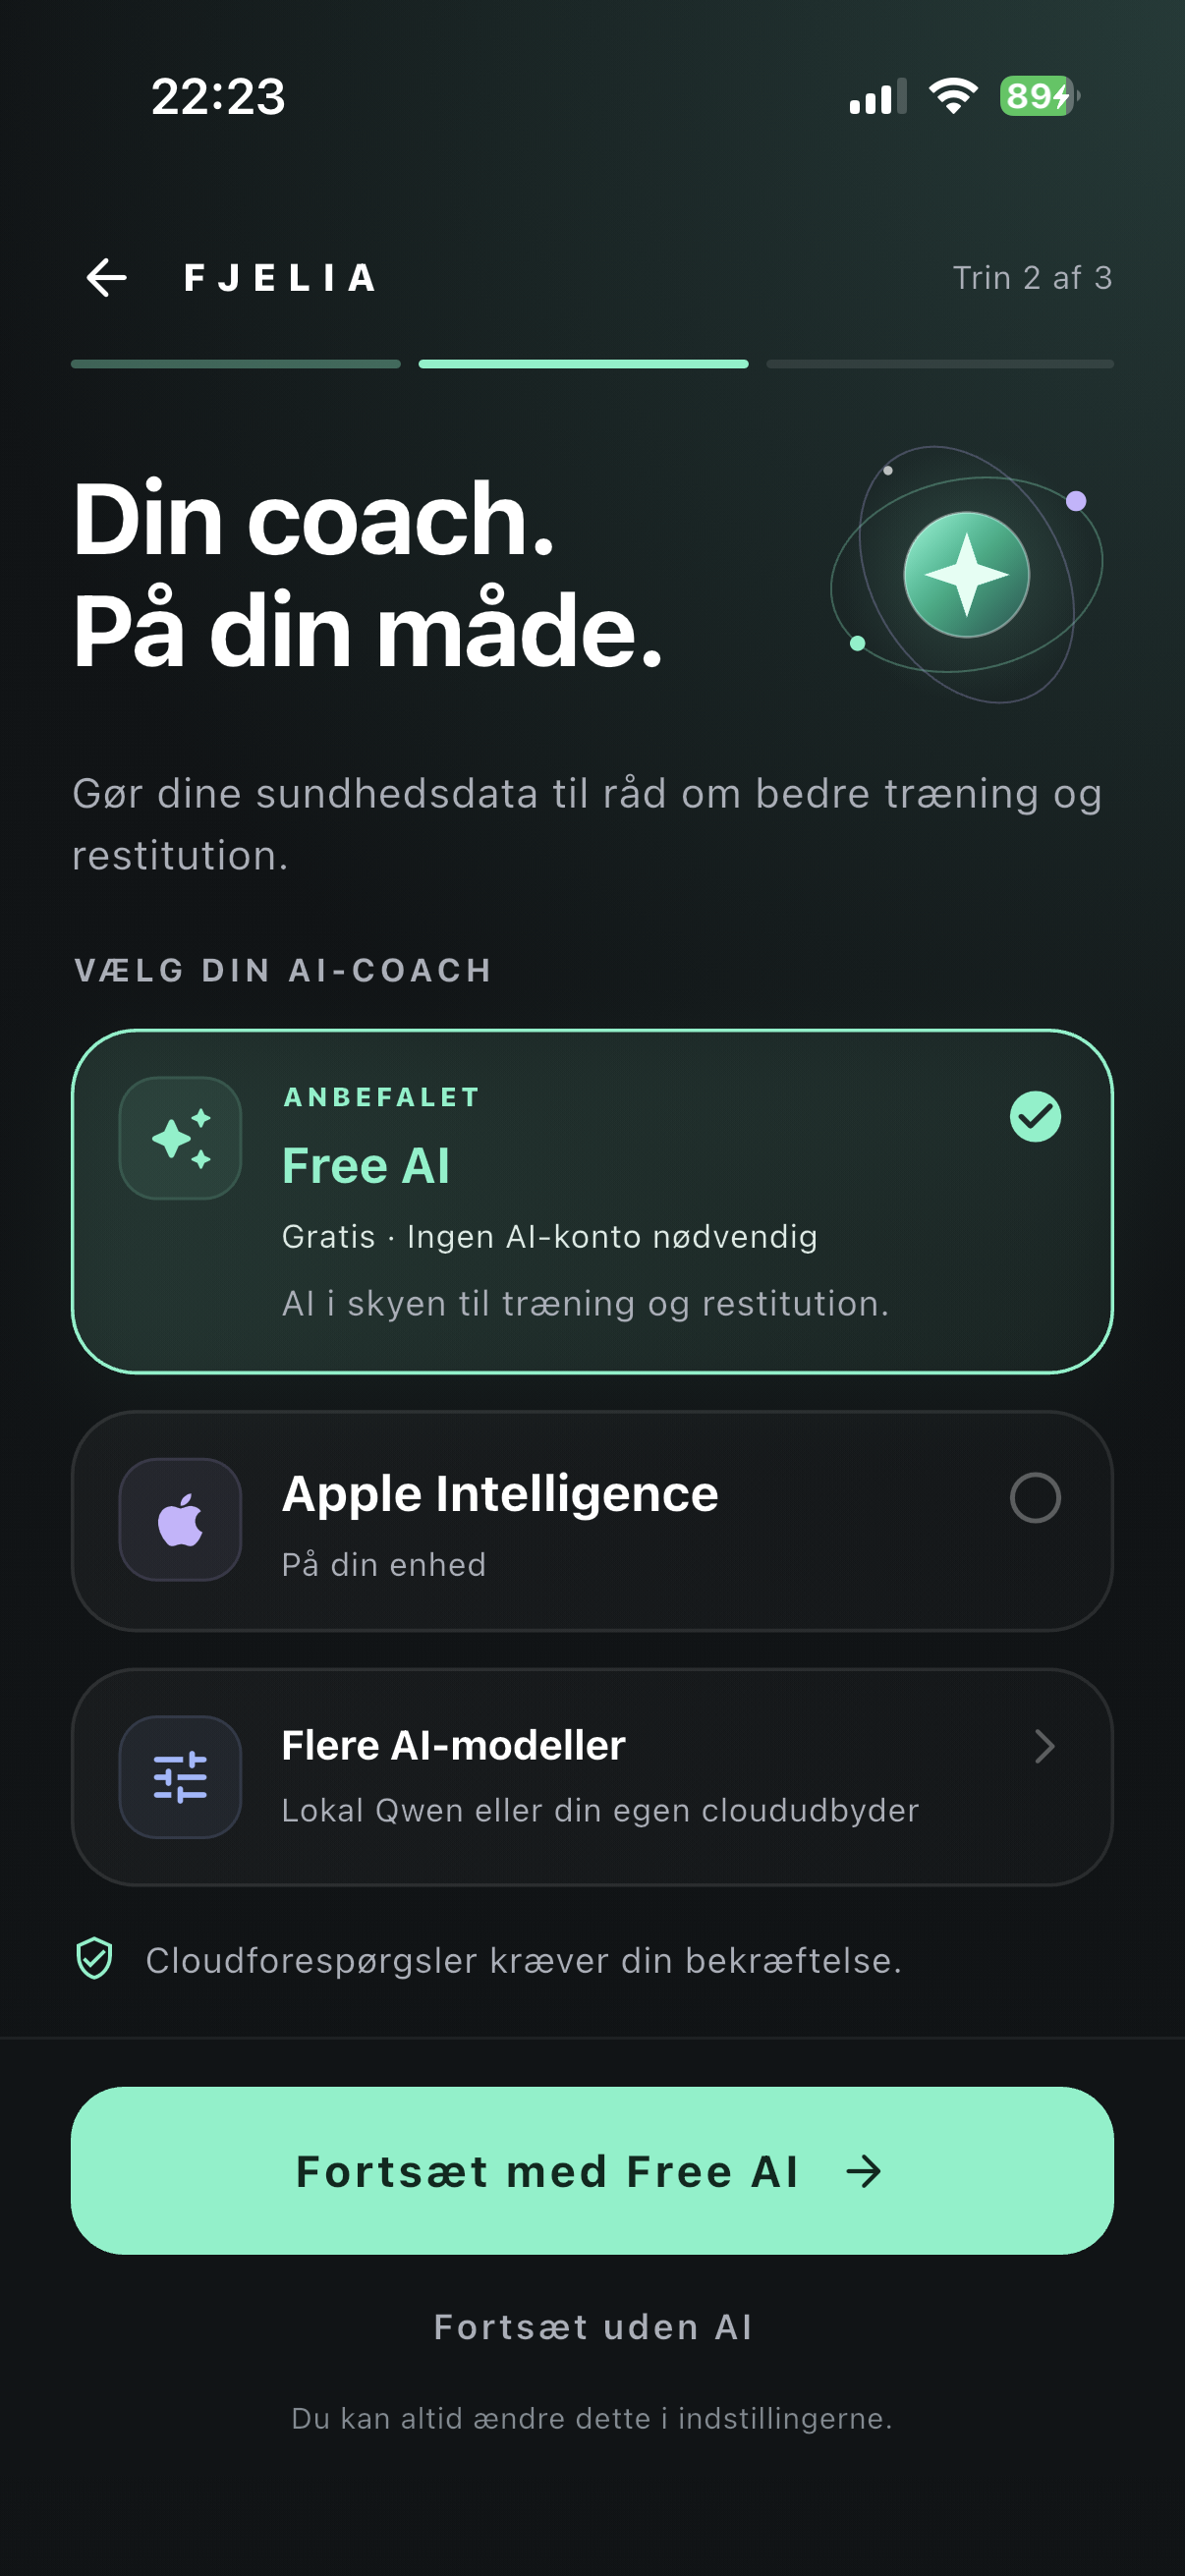 22:23
89
FJELIA
Trin 2 af 3
Din coach.
På din måde.
Gør dine sundhedsdata til råd om bedre træning og
restitution.
VÆLG DIN AI-COACH
ANBEFALET
Free AI
Gratis · Ingen AI-konto nødvendig
AI i skyen til træning og restitution.
Apple Intelligence
På din enhed
Flere AI-modeller
Lokal Qwen eller din egen cloududbyder
Cloudforespørgsler kræver din bekræftelse.
Fortsæt med Free AI
Fortsæt uden AI
Du kan altid ændre dette i indstillingerne.